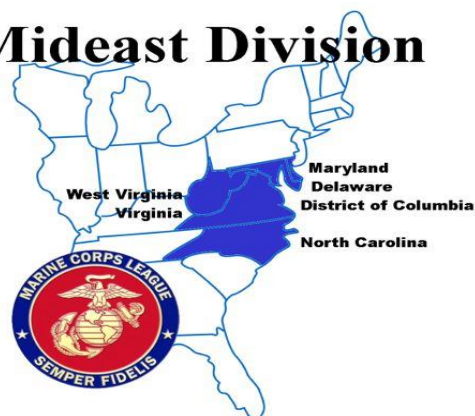 Mideast Division
Maryland
Delaware
West Virginia
District of Columbia
Virginia
North Carolina
MARINE CORPS LEAGUE
SEMPER FIDELIS